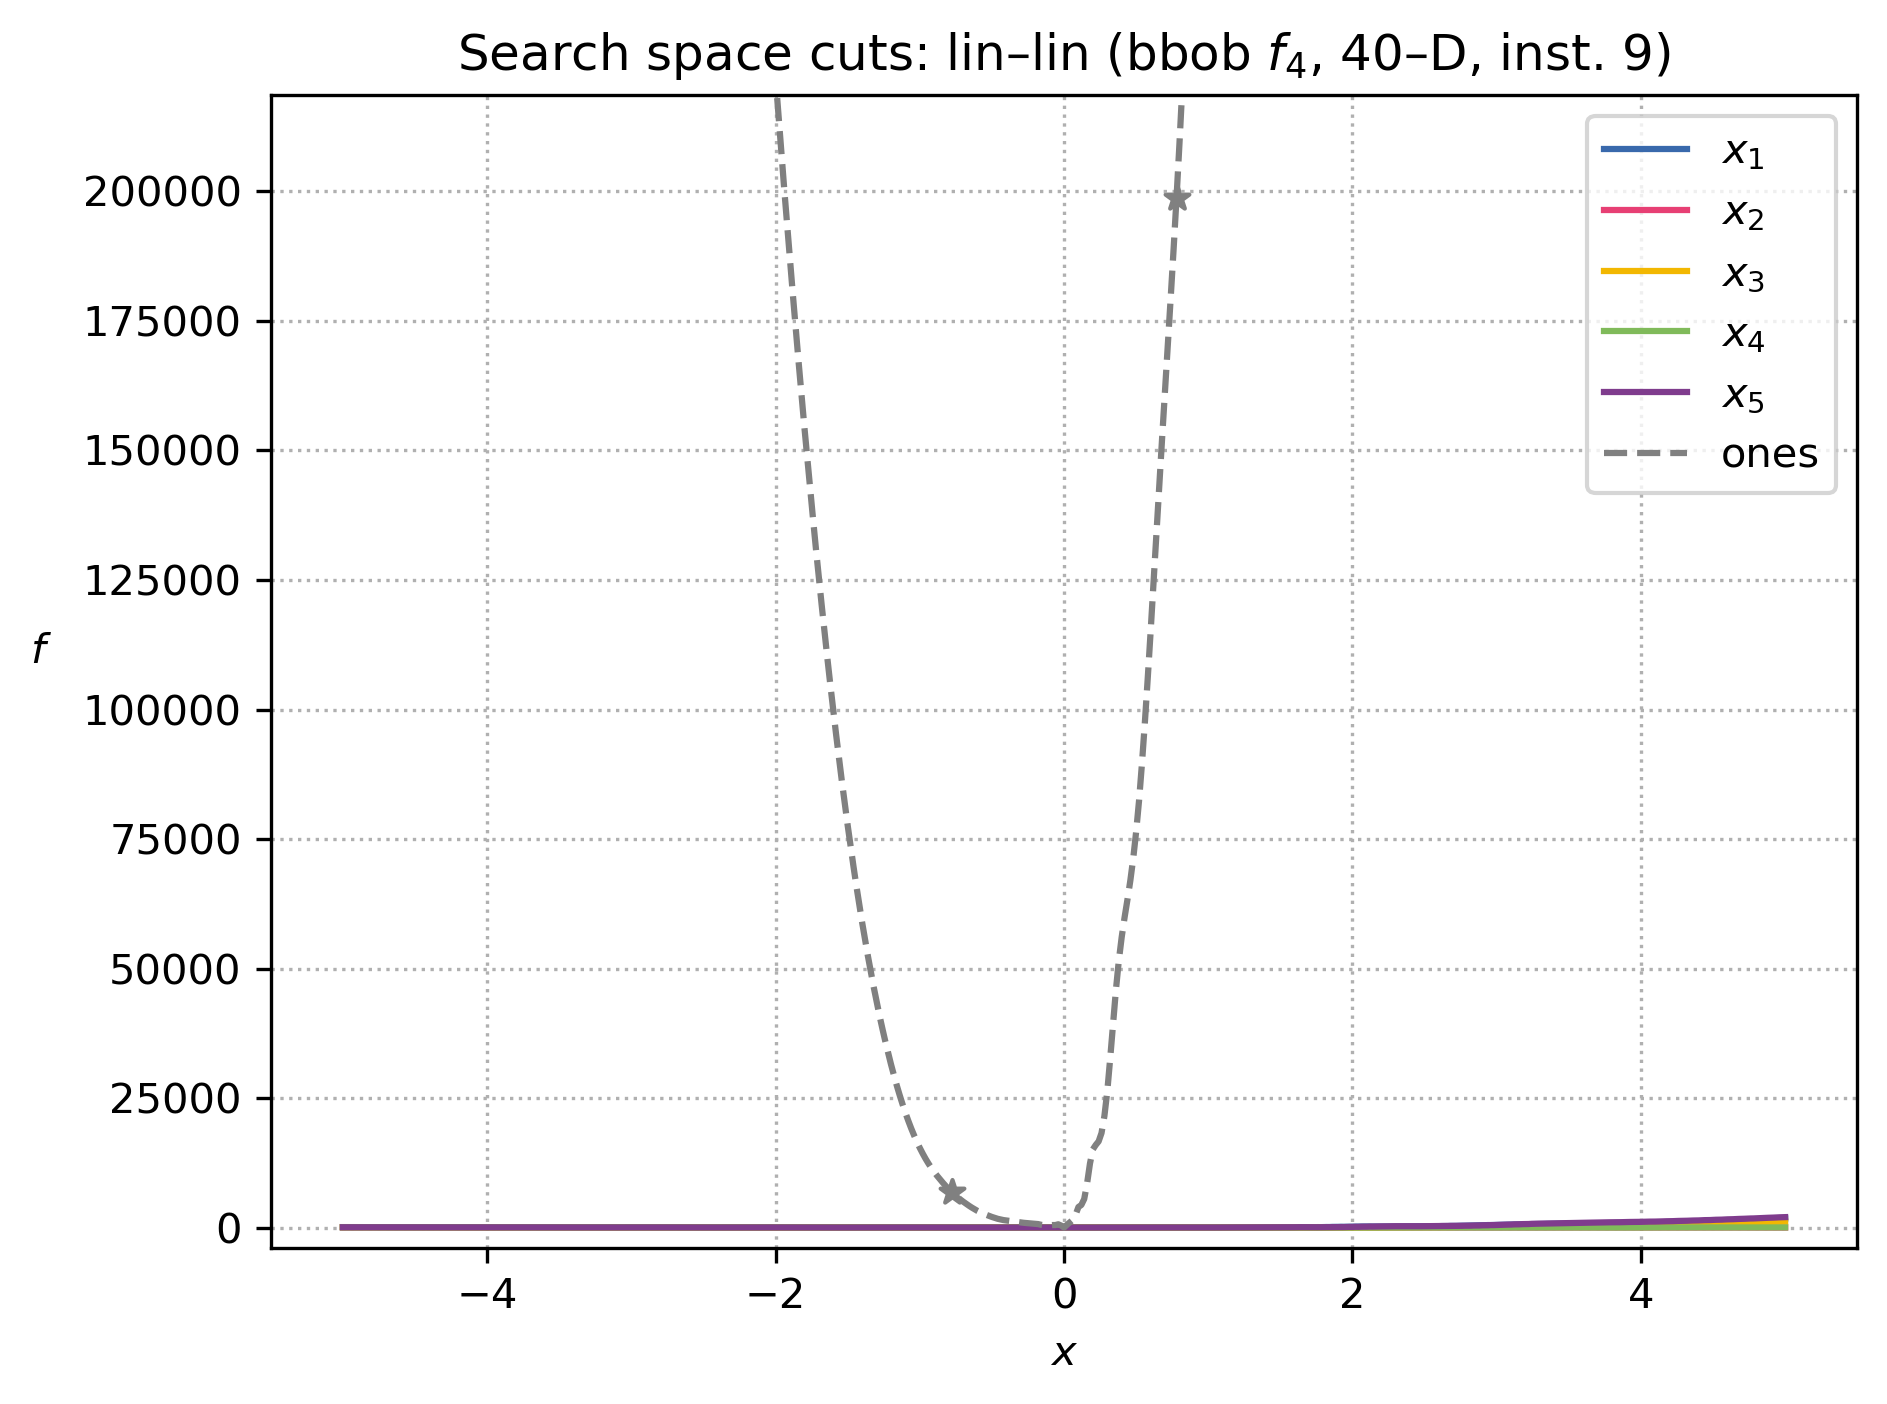 Search space cuts: lin–lin (bbob f₄, 40–D, inst. 9)
x₁
x₂
x₃
x₄
x₅
ones
200000
175000
150000
125000
100000
75000
50000
25000
0
f
−4
−2
0
2
4
x